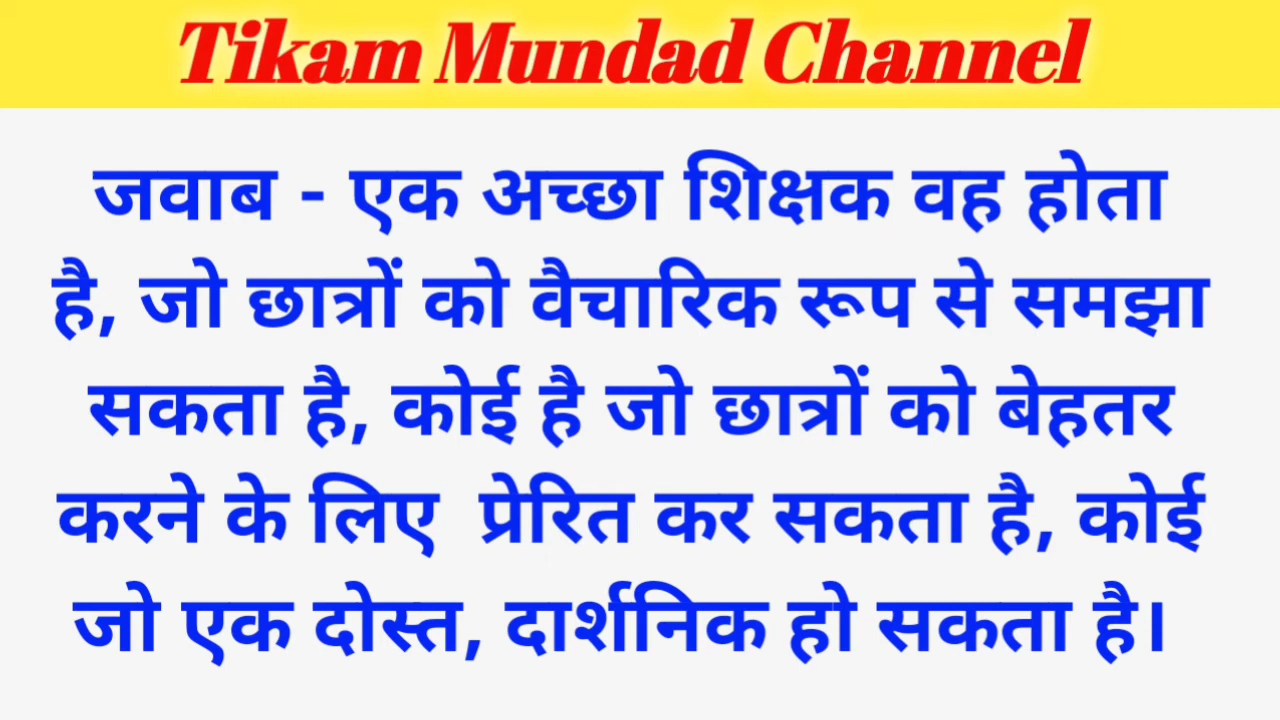 Tikam Mundad Channel
जवाब - एक अच्छा शिक्षक वह होता
है, जो छात्रों को वैचारिक रूप से समझा
सकता है, कोई है जो छात्रों को बेहतर
करने के लिए प्रेरित कर सकता है, कोई
जो एक दोस्त, दार्शनिक हो सकता है।